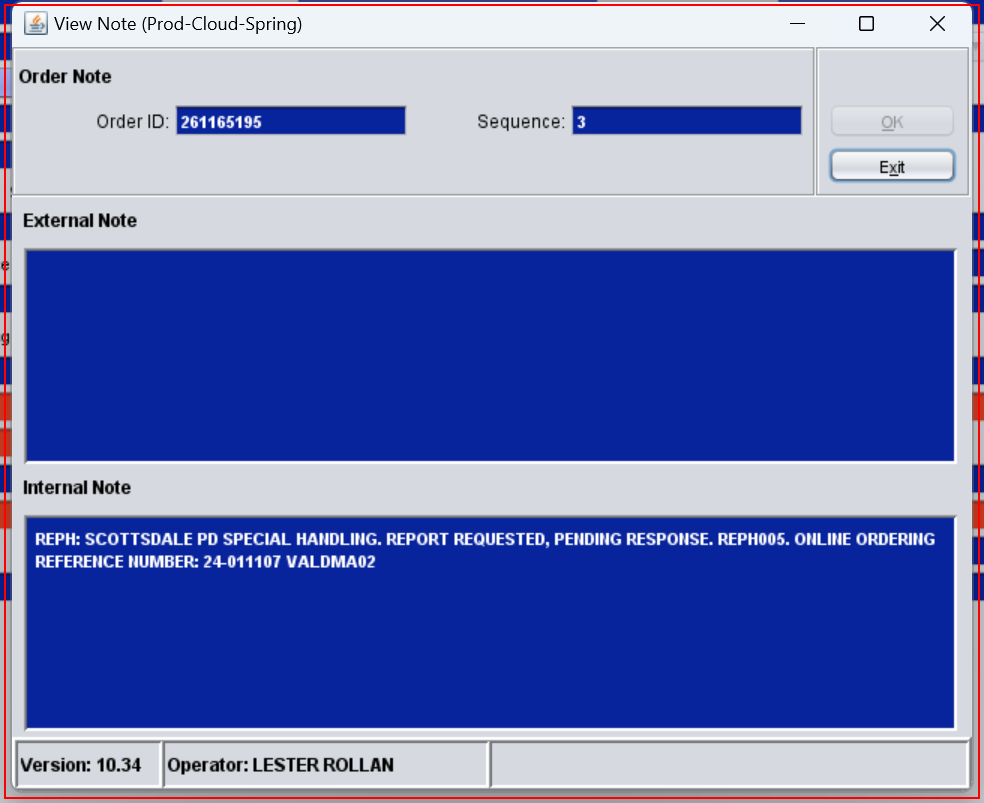 View Note (Prod-Cloud-Spring)
Order Note
Order ID: 261165195 Sequence: 3
OK
Exit
External Note
Internal Note
REPH: SCOTTSDALE PD SPECIAL HANDLING. REPORT REQUESTED, PENDING RESPONSE. REPH005. ONLINE ORDERING
REFERENCE NUMBER: 24-011107 VALDMA02
Version: 10.34 Operator: LESTER ROLLAN